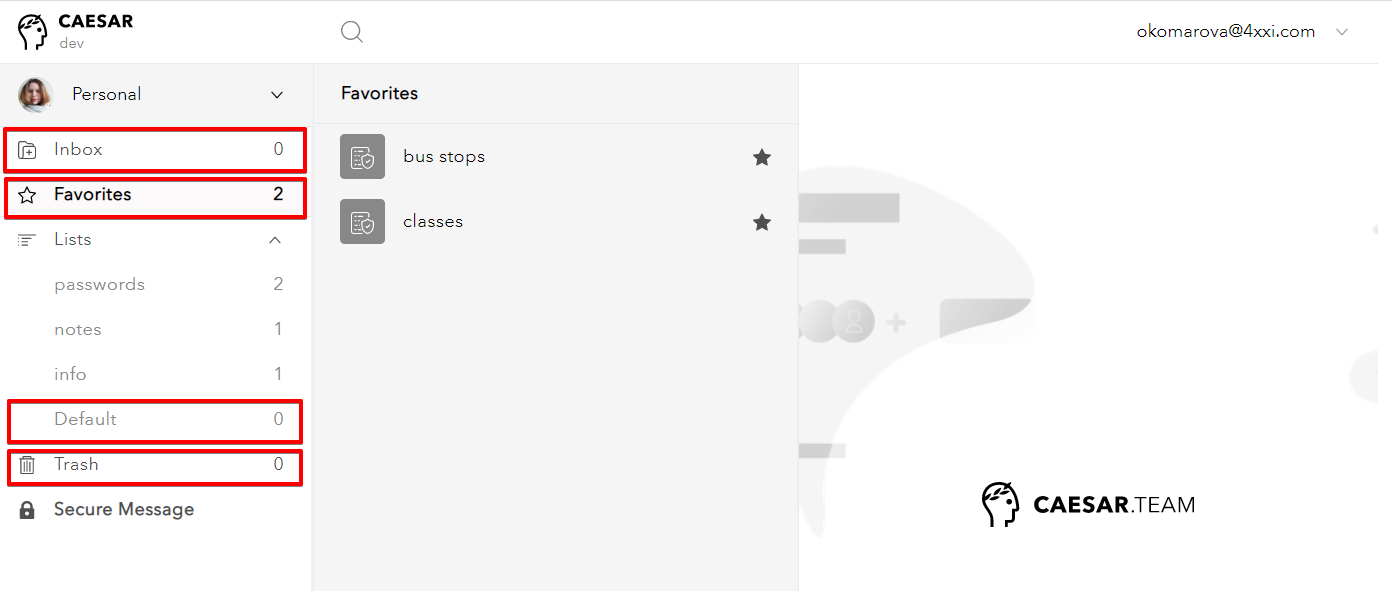 CAESAR
dev
okomarova@4xxi.com
Personal
Inbox 0
Favorites 2
Lists
passwords 2
notes 1
info 1
Default 0
Trash 0
Secure Message
Favorites
bus stops
classes
CAESAR.TEAM